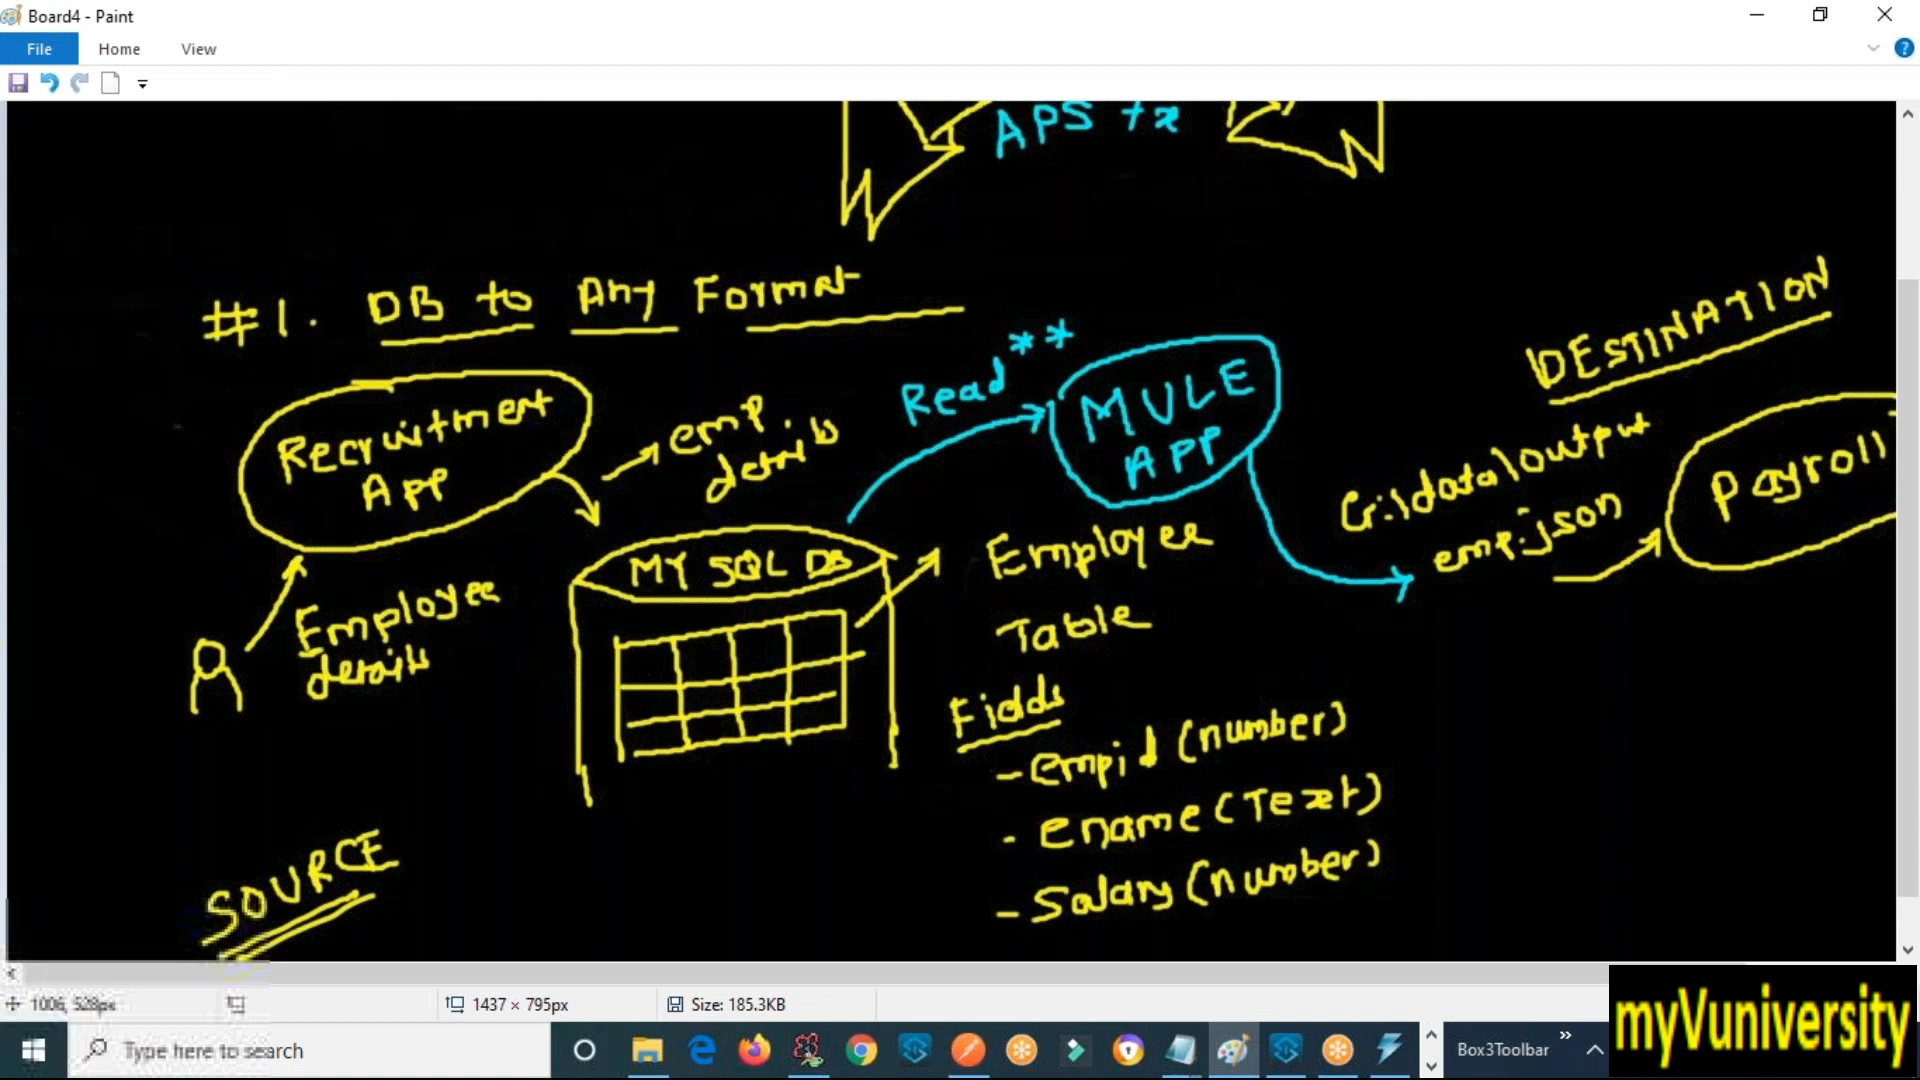 Board4 - Paint
File Home View
APS +x
#1. DB to Any Format
DESTINATION
Read**
MULE
APP
Recruitment
App
emp
details
C:\data\output
emp.json
Payroll
MY SQL DB
Employee
Table
Employee
details
Fields
- empid (number)
- ename (Text)
- Salary (number)
SOURCE
1006, 528px
1437 × 795px
Size: 185.3KB
Type here to search
Box3Toolbar
myVuniversity